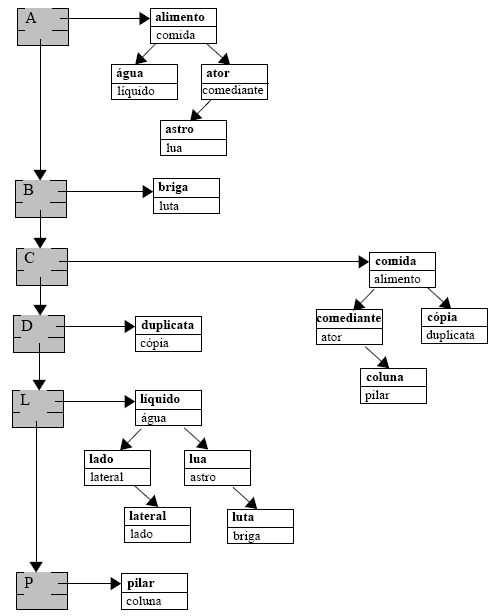 A
alimento
comida
água
líquido
ator
comediante
astro
lua
B
briga
luta
C
comida
alimento
comediante
ator
cópia
duplicata
coluna
pilar
D
duplicata
cópia
L
líquido
água
lado
lateral
lua
astro
lateral
lado
luta
briga
P
pilar
coluna